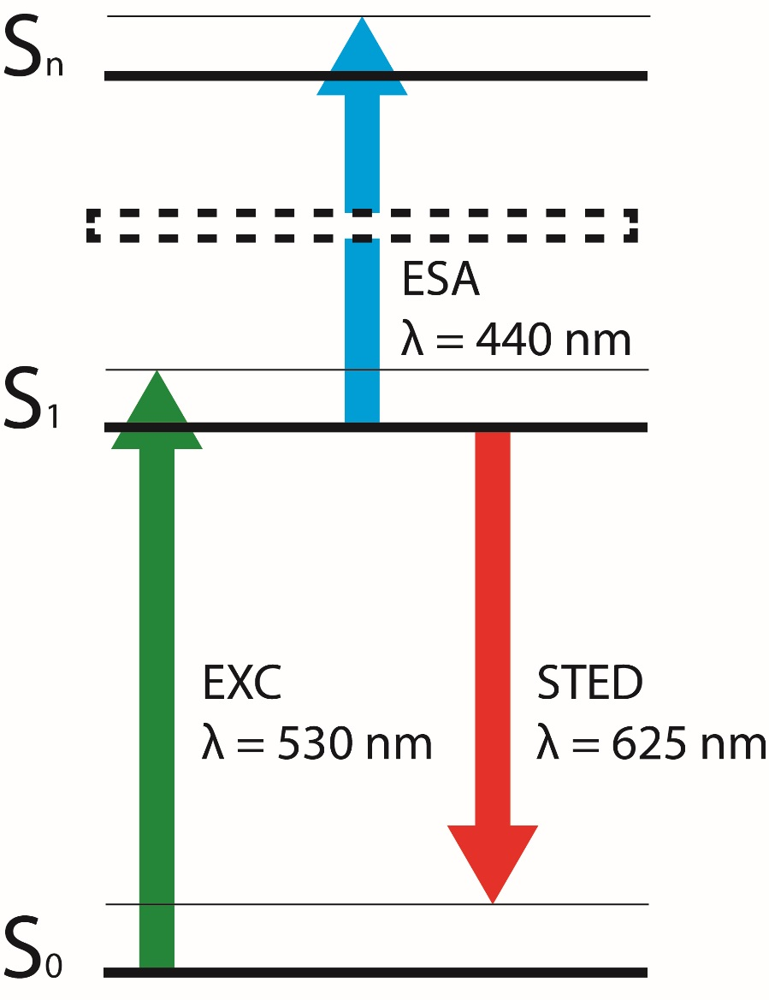 Sn
ESA
λ = 440 nm
S1
EXC
λ = 530 nm
STED
λ = 625 nm
S0